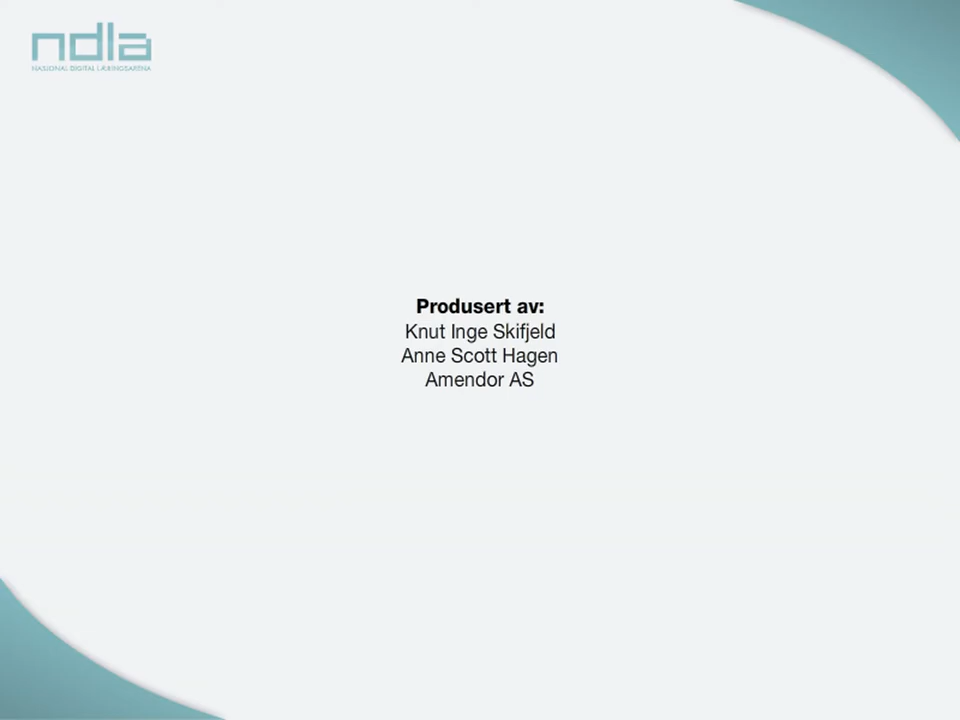 ndla
NASJONAL DIGITAL LÆRINGSARENA
Produsert av:
Knut Inge Skifjeld
Anne Scott Hagen
Amendor AS